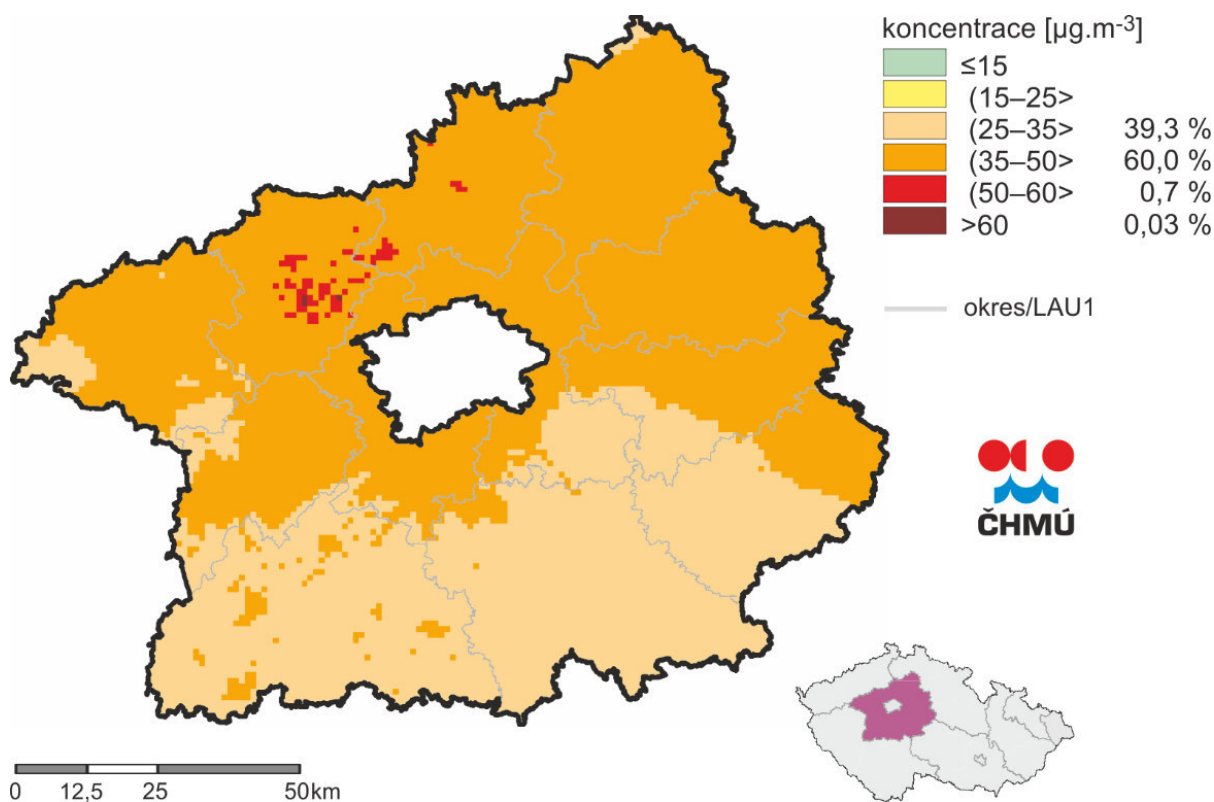 koncentrace [µg.m-3]
≤15
(15–25>
(25–35> 39,3 %
(35–50> 60,0 %
(50–60> 0,7 %
>60 0,03 %
okres/LAU1
ČHMÚ
0 12,5 25 50km